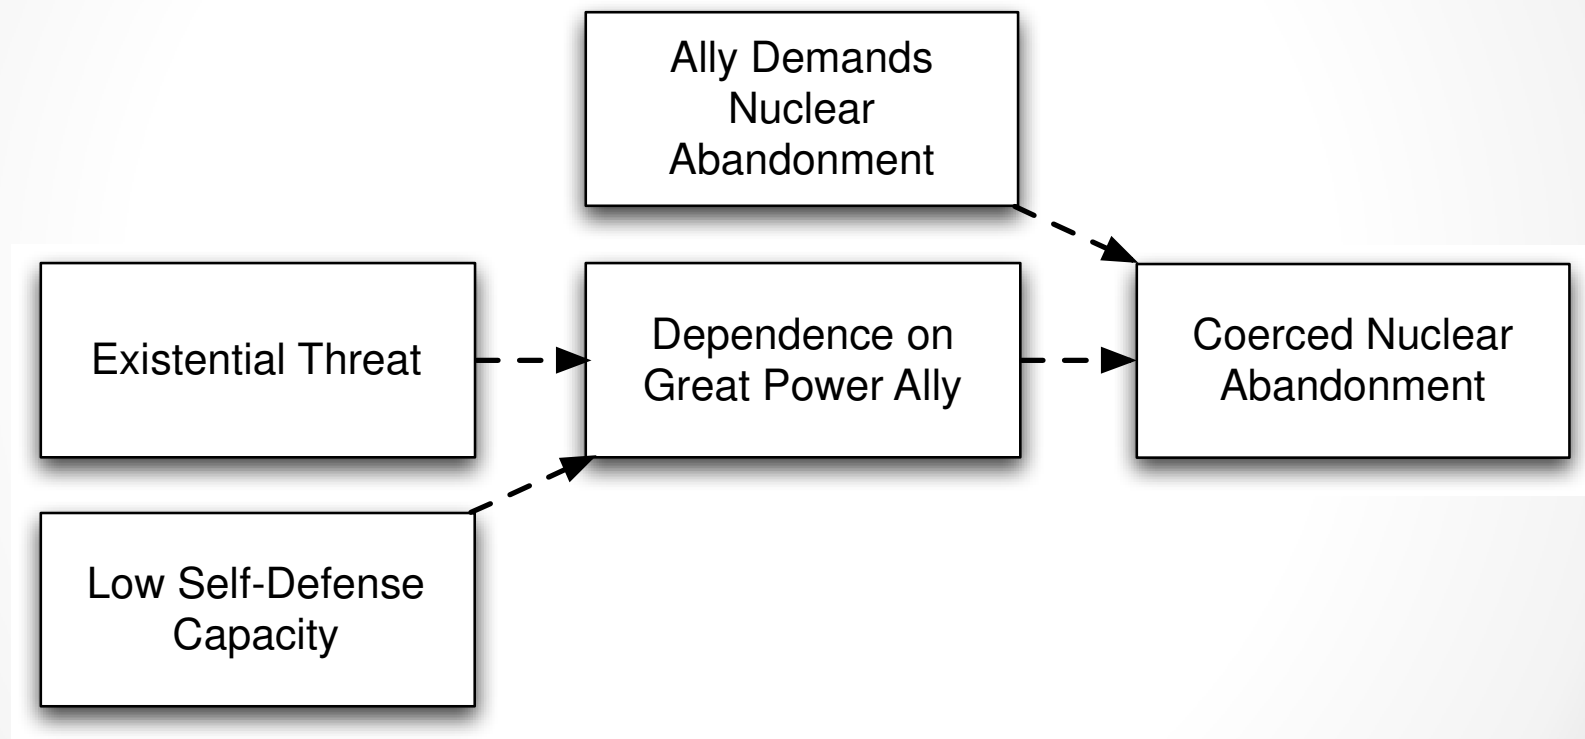 Ally Demands
Nuclear
Abandonment
Existential Threat
Dependence on
Great Power Ally
Coerced Nuclear
Abandonment
Low Self-Defense
Capacity